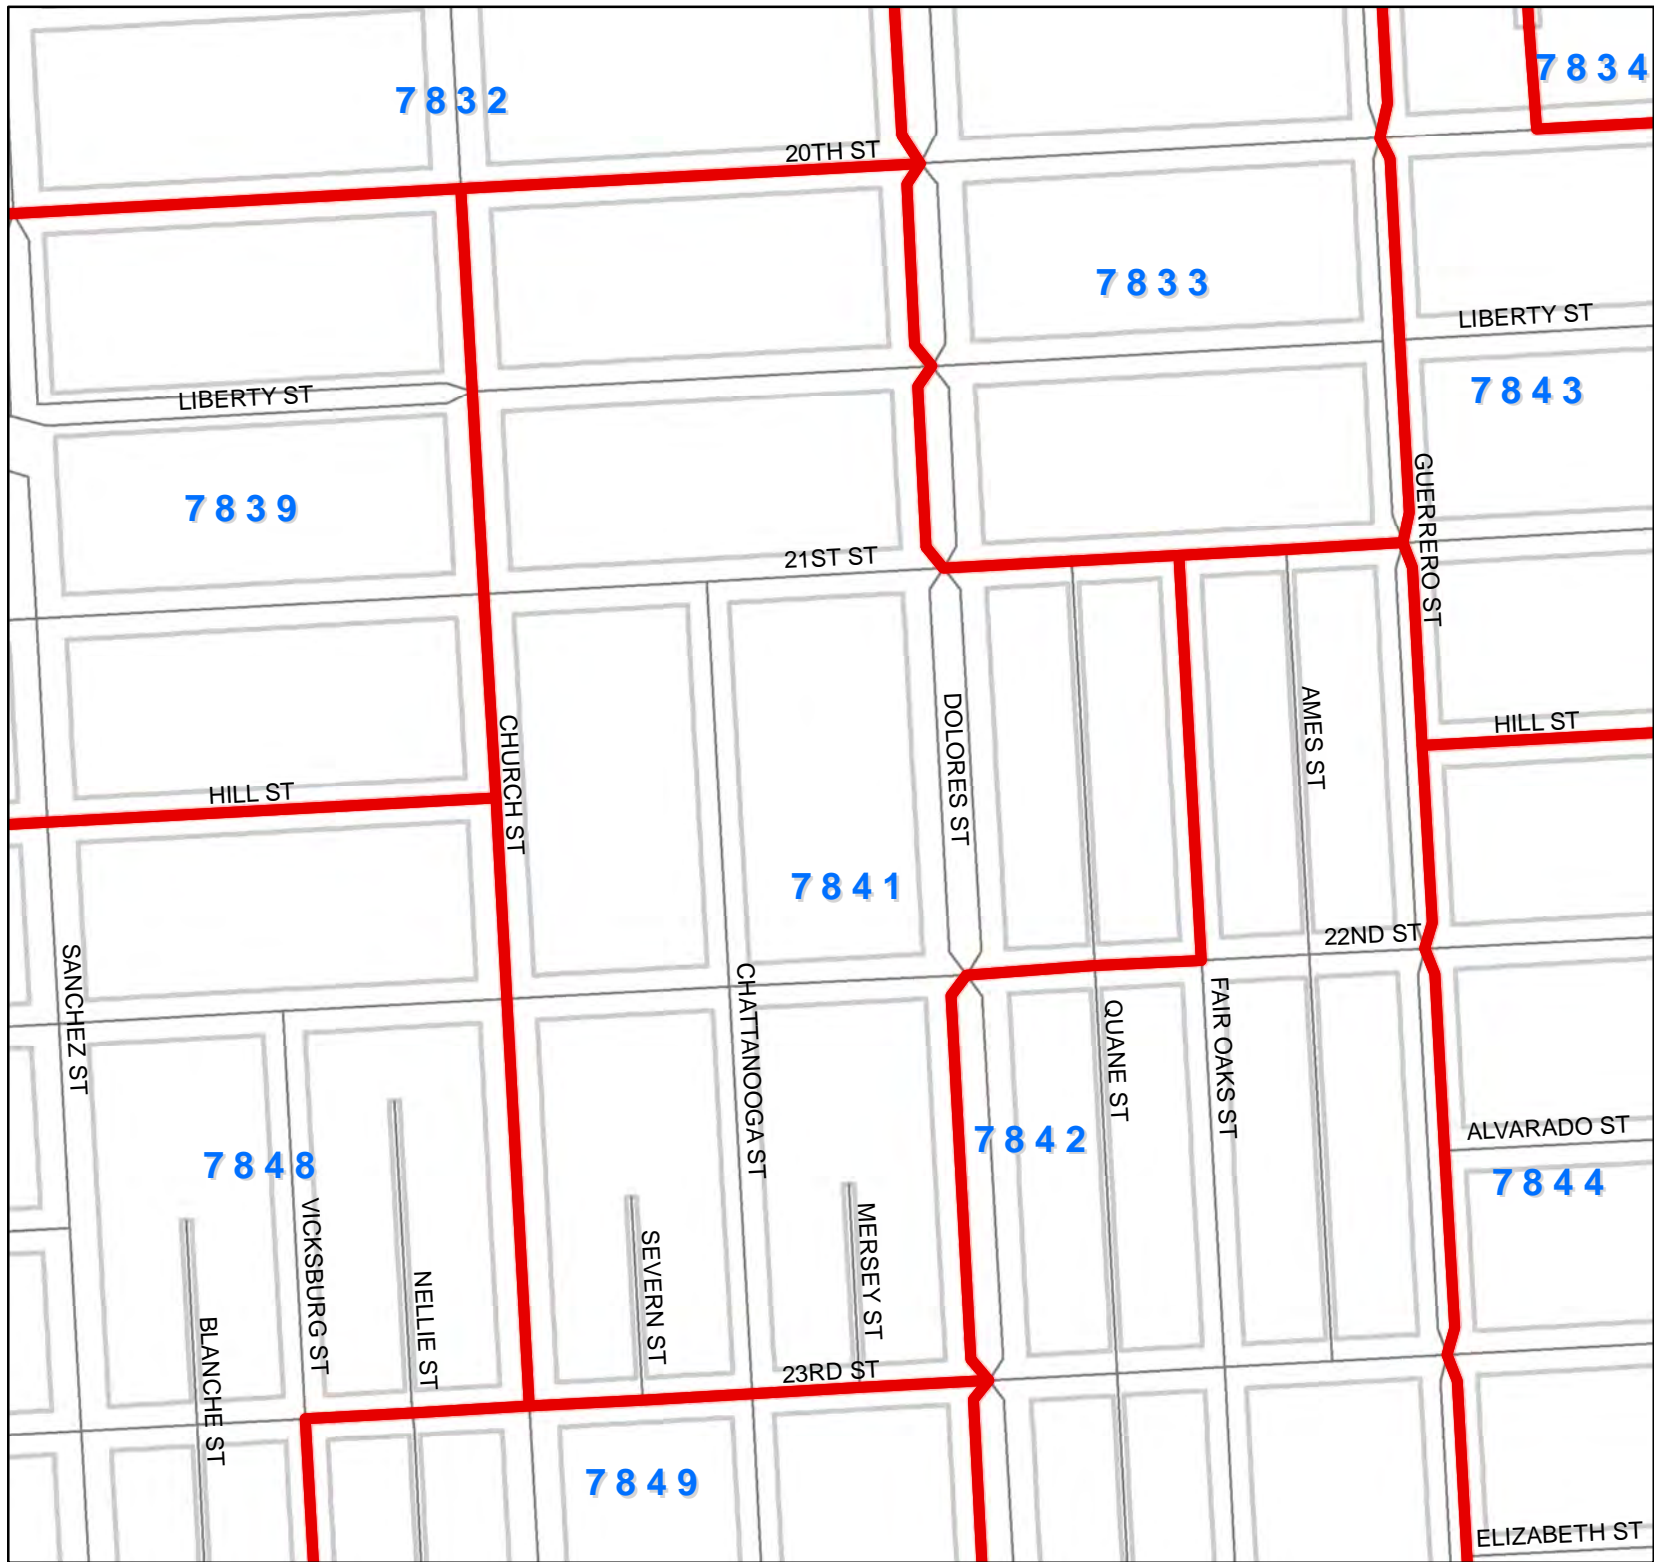 7834
7832
20TH ST
7833
LIBERTY ST
7843
LIBERTY ST
7839
GUERRERO ST
21ST ST
DOLORES ST
AMES ST
CHURCH ST
HILL ST
HILL ST
7841
22ND ST
SANCHEZ ST
CHATTANOOGA ST
FAIR OAKS ST
QUANE ST
ALVARADO ST
7842
7848
7844
VICKSBURG ST
MERSEY ST
SEVERN ST
NELLIE ST
BLANCHE ST
23RD ST
7849
ELIZABETH ST